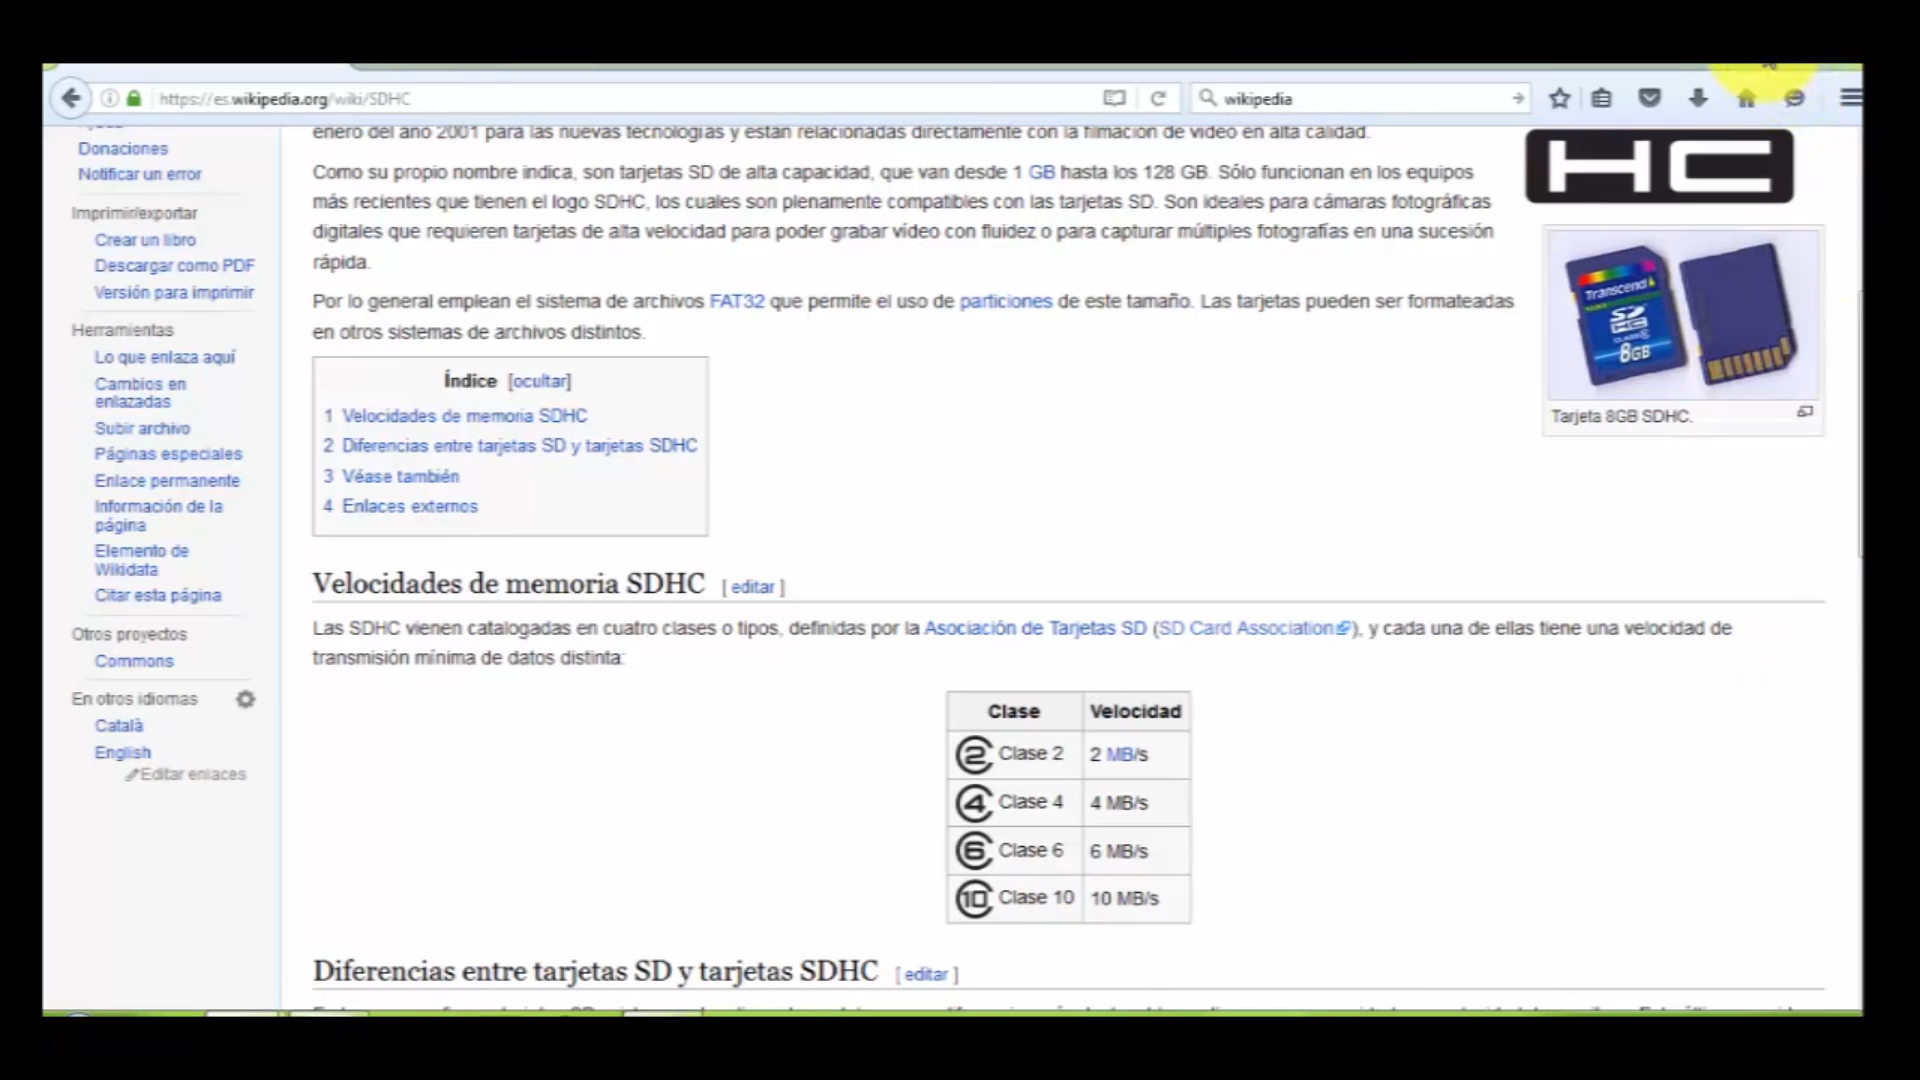 https://es.wikipedia.org/wiki/SDHC
wikipedia
Donaciones
Notificar un error
Imprimir/exportar
Crear un libro
Descargar como PDF
Versión para imprimir
Herramientas
Lo que enlaza aquí
Cambios en
enlazadas
Subir archivo
Páginas especiales
Enlace permanente
Información de la
página
Elemento de
Wikidata
Citar esta página
Otros proyectos
Commons
En otros idiomas
Català
English
Editar enlaces
enero del año 2001 para las nuevas tecnologías y están relacionadas directamente con la filmación de vídeo en alta calidad.
Como su propio nombre indica, son tarjetas SD de alta capacidad, que van desde 1 GB hasta los 128 GB. Sólo funcionan en los equipos
más recientes que tienen el logo SDHC, los cuales son plenamente compatibles con las tarjetas SD. Son ideales para cámaras fotográficas
digitales que requieren tarjetas de alta velocidad para poder grabar vídeo con fluidez o para capturar múltiples fotografías en una sucesión
rápida.
Por lo general emplean el sistema de archivos FAT32 que permite el uso de particiones de este tamaño. Las tarjetas pueden ser formateadas
en otros sistemas de archivos distintos.
HC
Transcend
SD
HC
8GB
Tarjeta 8GB SDHC.
Índice [ocultar]
1 Velocidades de memoria SDHC
2 Diferencias entre tarjetas SD y tarjetas SDHC
3 Véase también
4 Enlaces externos
Velocidades de memoria SDHC [ editar ]
Las SDHC vienen catalogadas en cuatro clases o tipos, definidas por la Asociación de Tarjetas SD (SD Card Association), y cada una de ellas tiene una velocidad de
transmisión mínima de datos distinta:
Clase Velocidad
2 Clase 2 2 MB/s
4 Clase 4 4 MB/s
6 Clase 6 6 MB/s
10 Clase 10 10 MB/s
Diferencias entre tarjetas SD y tarjetas SDHC [ editar ]